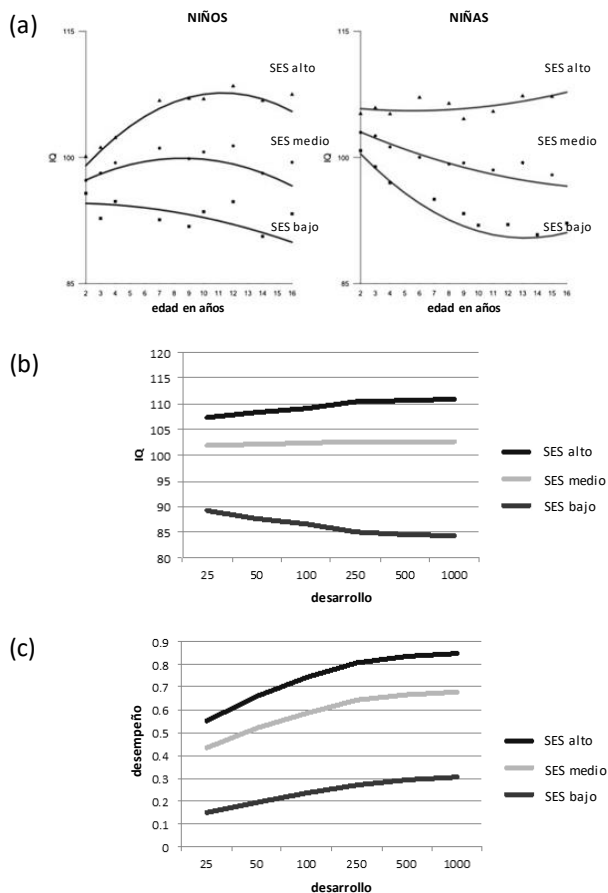 (a)
NIÑOS
115
SES alto
SES medio
SES bajo
100
IQ
85
2 3 4 5 6 7 8 9 10 11 12 13 14 15 16
edad en años
NIÑAS
115
SES alto
SES medio
SES bajo
100
IQ
85
2 3 4 5 6 7 8 9 10 11 12 13 14 15 16
edad en años
(b)
120
115
110
105
100
95
90
85
80
IQ
25 50 100 250 500 1000
desarrollo
SES alto
SES medio
SES bajo
(c)
0.9
0.8
0.7
0.6
0.5
0.4
0.3
0.2
0.1
0
desempeño
25 50 100 250 500 1000
desarrollo
SES alto
SES medio
SES bajo